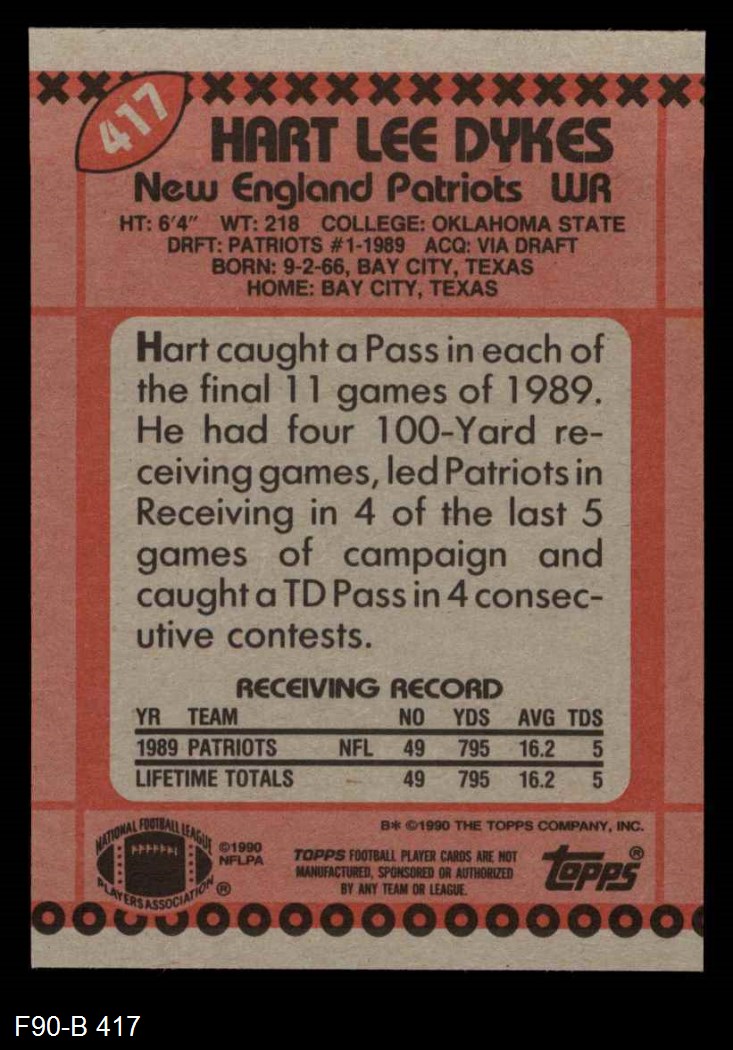 417
HART LEE DYKES
New England Patriots WR
HT: 6'4" WT: 218 COLLEGE: OKLAHOMA STATE
DRFT: PATRIOTS #1-1989 ACQ: VIA DRAFT
BORN: 9-2-66, BAY CITY, TEXAS
HOME: BAY CITY, TEXAS
Hart caught a Pass in each of
the final 11 games of 1989.
He had four 100-Yard re-
ceiving games, led Patriots in
Receiving in 4 of the last 5
games of campaign and
caught a TD Pass in 4 consec-
utive contests.
RECEIVING RECORD
YR TEAM NO YDS AVG TDS
1989 PATRIOTS NFL 49 795 16.2 5
LIFETIME TOTALS - 49 795 16.2 5
B* ©1990 THE TOPPS COMPANY, INC.
NATIONAL FOOTBALL LEAGUE
PLAYERS ASSOCIATION ®
©1990
NFLPA
TOPPS FOOTBALL PLAYER CARDS ARE NOT
MANUFACTURED, SPONSORED OR AUTHORIZED
BY ANY TEAM OR LEAGUE.
topps®
F90-B 417